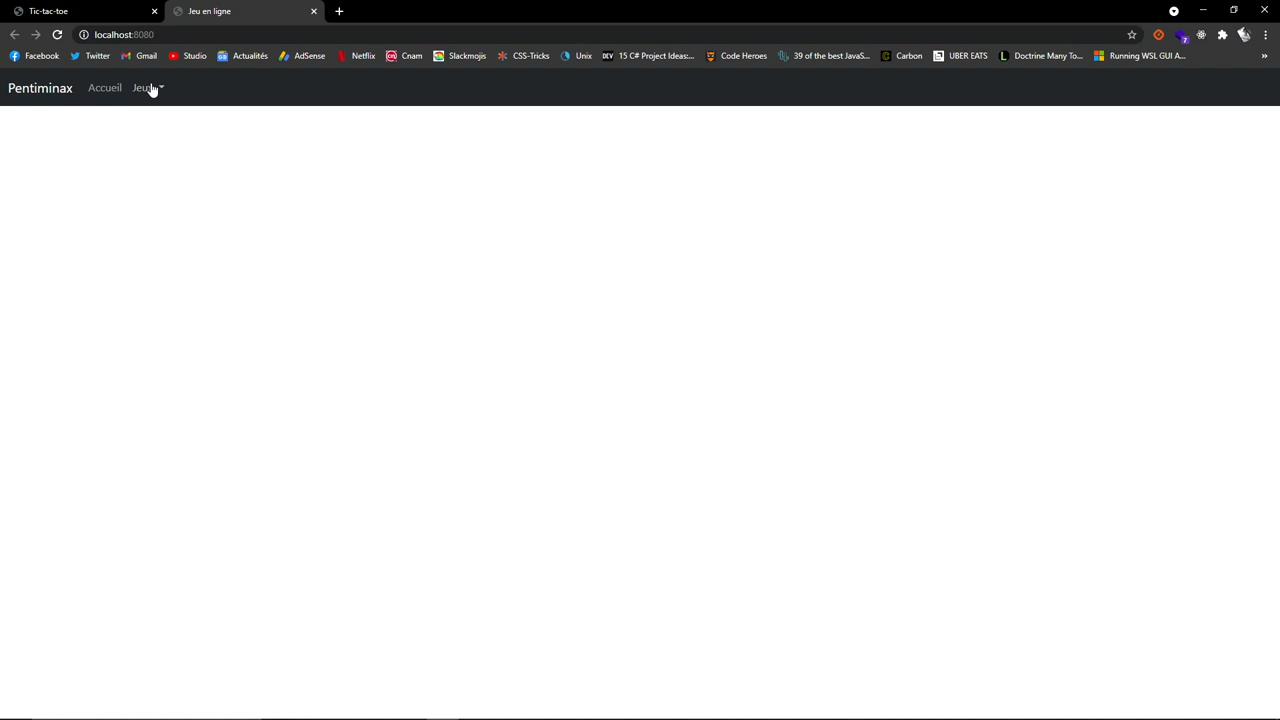 Tic-tac-toe
Jeu en ligne
localhost:8080
Facebook Twitter Gmail Studio Actualités AdSense Netflix Cnam Slackmojis CSS-Tricks Unix DEV 15 C# Project Ideas:... Code Heroes 39 of the best JavaS... Carbon UBER EATS Doctrine Many To... Running WSL GUI A... »
Pentiminax Accueil